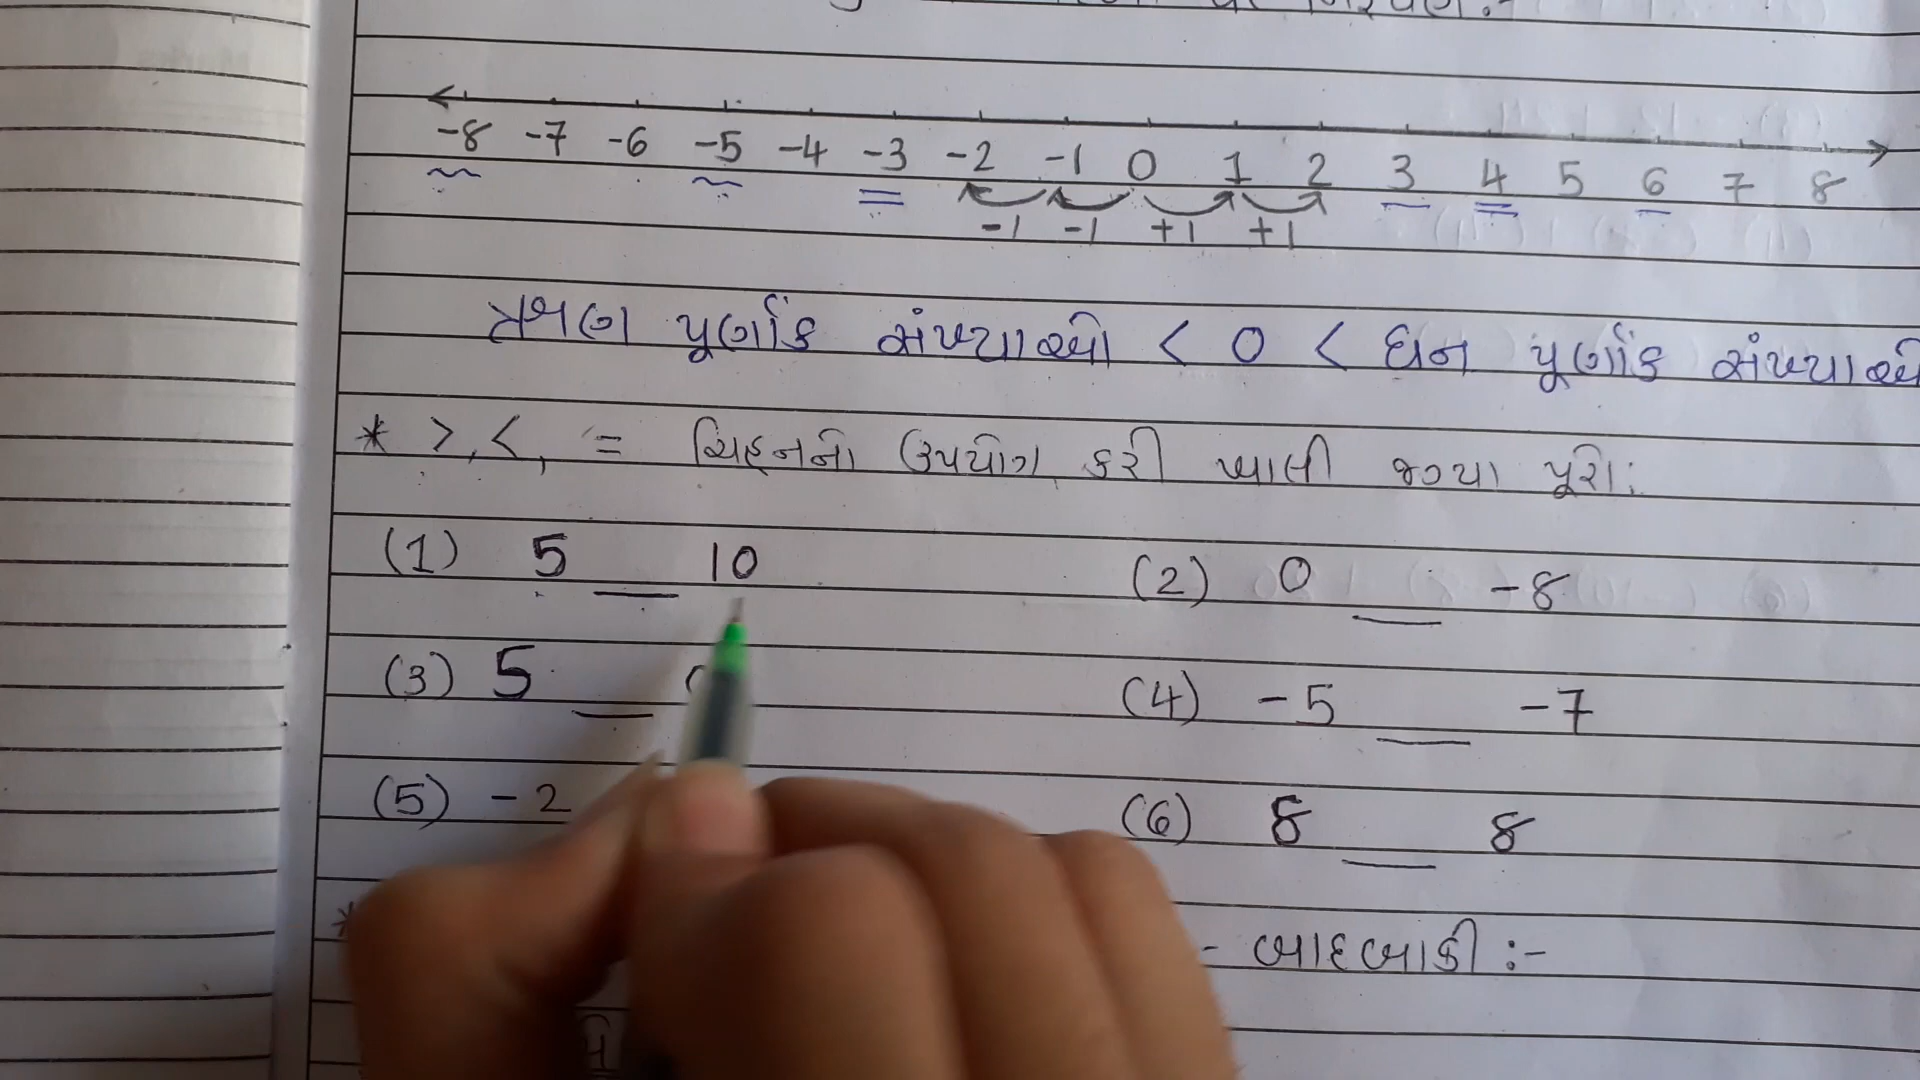 -8 -7 -6 -5 -4 -3 -2 -1 0 1 2 3 4 5 6 7 8
-1 -1 +1 +1
ઋણ પૂર્ણાંક સંખ્યાઓ < 0 < ધન પૂર્ણાંક સંખ્યાઓ
* >, <, = ચિહનનો ઉપયોગ કરી ખાલી જગ્યા પૂરો:
(1) 5 __ 10 (2) 0 __ -8
(3) 5 __ (4) -5 __ -7
(5) -2 (6) 8 __ 8
- બાદબાકી :-